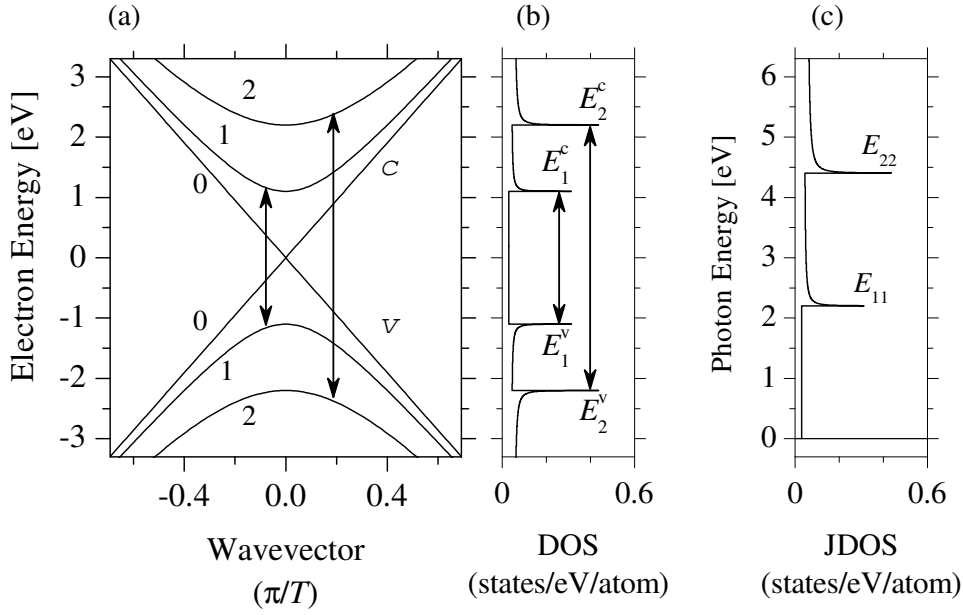 (a)
(b)
(c)
Electron Energy [eV]
3
2
1
0
-1
-2
-3
2
1
0
C
0
V
1
2
-0.4
0.0
0.4
Wavevector
(π/T)
E₂ᶜ
E₁ᶜ
E₁ᵛ
E₂ᵛ
0
0.6
DOS
(states/eV/atom)
Photon Energy [eV]
6
5
4
3
2
1
0
E₂₂
E₁₁
0
0.6
JDOS
(states/eV/atom)